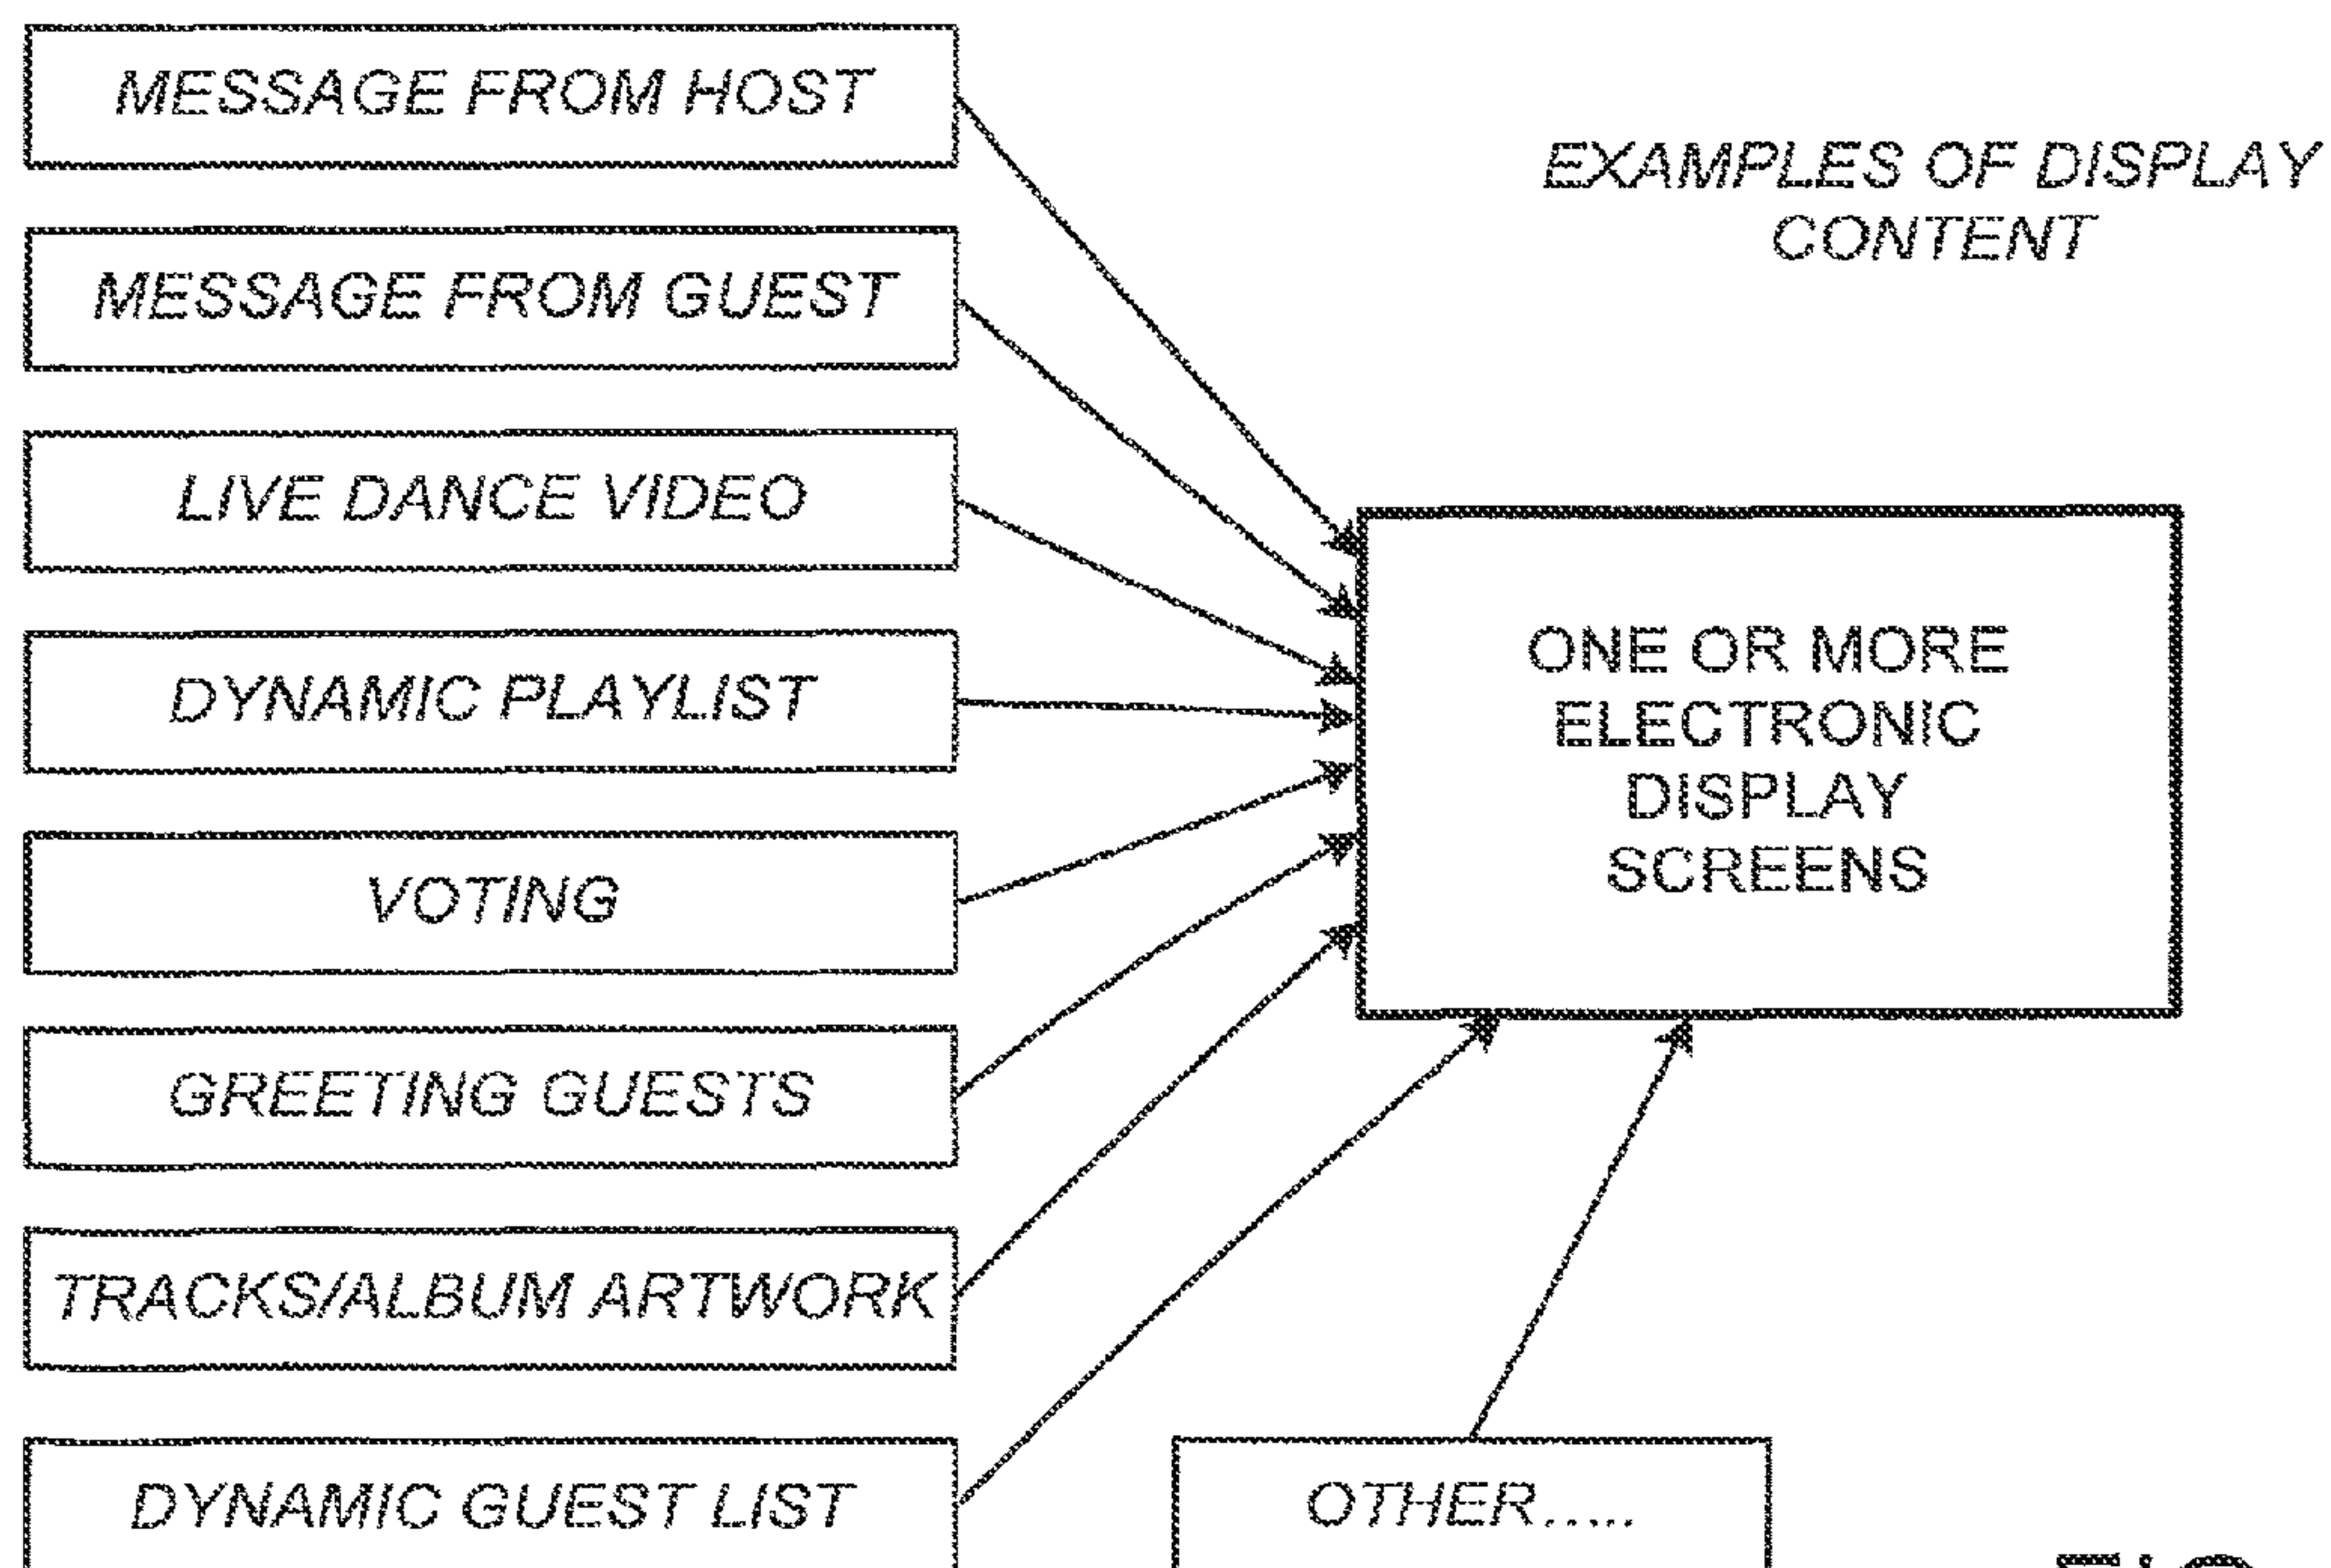 MESSAGE FROM HOST
EXAMPLES OF DISPLAY
CONTENT
MESSAGE FROM GUEST
LIVE DANCE VIDEO
DYNAMIC PLAYLIST
ONE OR MORE
ELECTRONIC
DISPLAY
SCREENS
VOTING
GREETING GUESTS
TRACKS/ALBUM ARTWORK
DYNAMIC GUEST LIST
OTHER.....